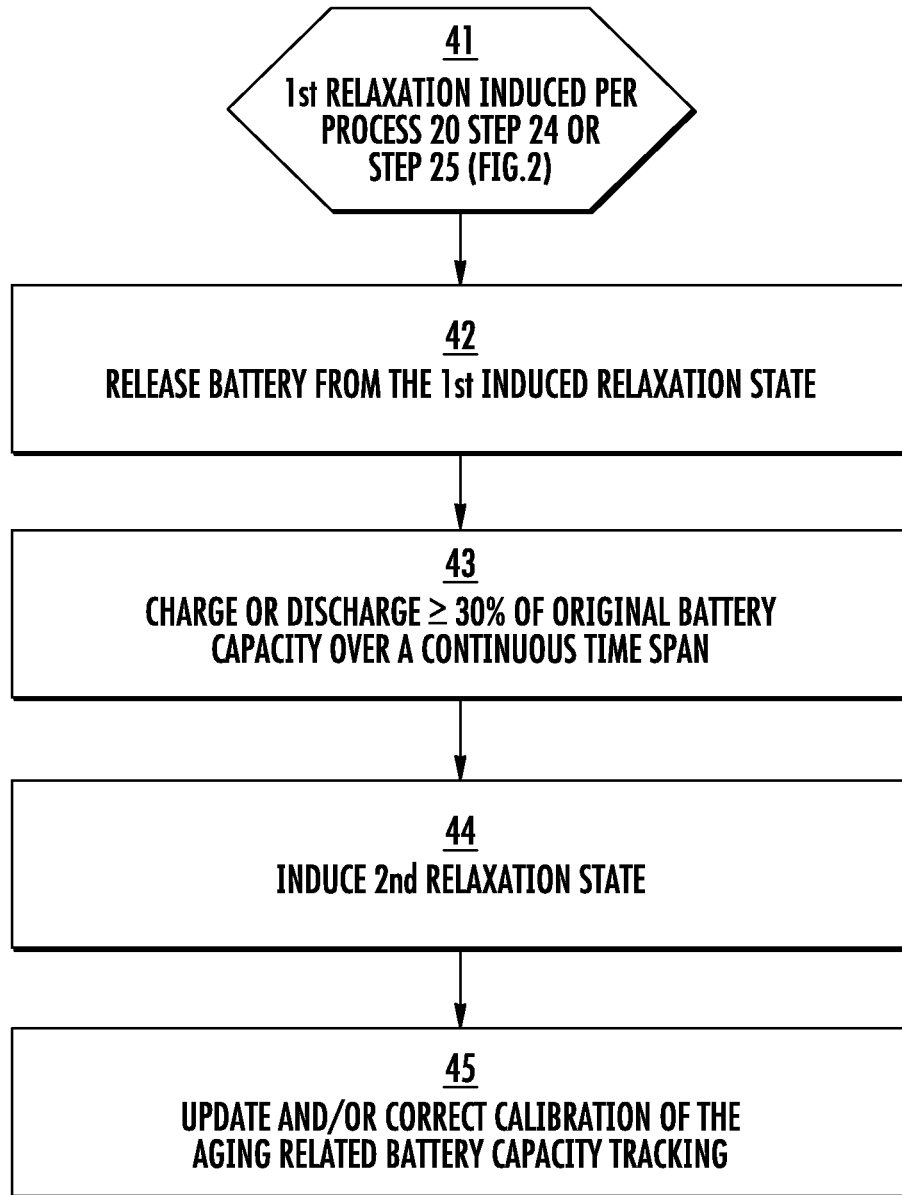 41
1st RELAXATION INDUCED PER
PROCESS 20 STEP 24 OR
STEP 25 (FIG.2)
42
RELEASE BATTERY FROM THE 1st INDUCED RELAXATION STATE
43
CHARGE OR DISCHARGE ≥ 30% OF ORIGINAL BATTERY
CAPACITY OVER A CONTINUOUS TIME SPAN
44
INDUCE 2nd RELAXATION STATE
45
UPDATE AND/OR CORRECT CALIBRATION OF THE
AGING RELATED BATTERY CAPACITY TRACKING